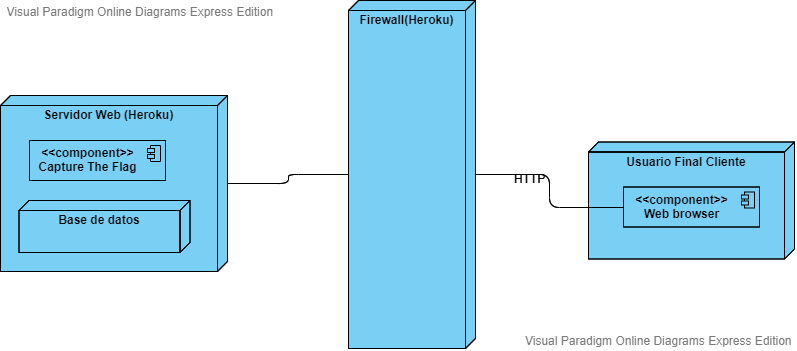 Visual Paradigm Online Diagrams Express Edition
Firewall(Heroku)
Servidor Web (Heroku)
<<component>>
Capture The Flag
Base de datos
HTTP
Usuario Final Cliente
<<component>>
Web browser
Visual Paradigm Online Diagrams Express Edition